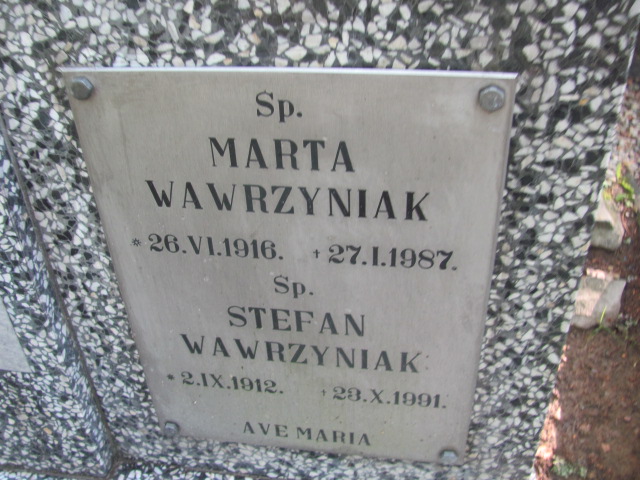 Sp.
MARTA
WAWRZYNIAK
*26.VI.1916. +27.I.1987.
Sp.
STEFAN
WAWRZYNIAK
*2.IX.1912. +23.X.1991.
AVE MARIA